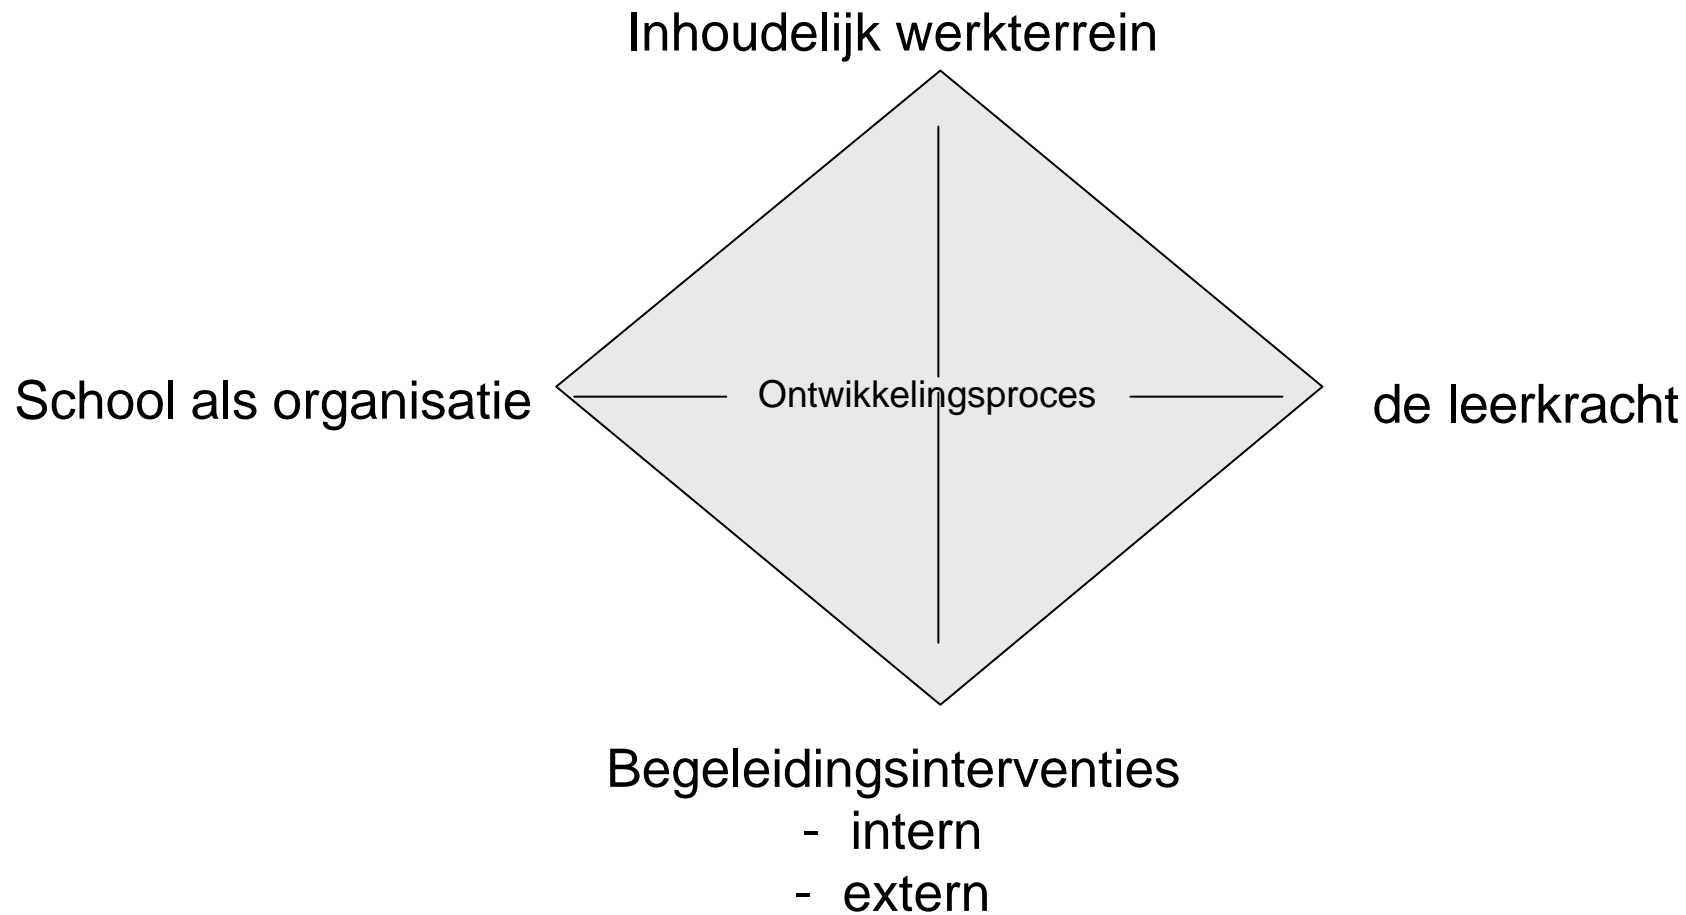 Inhoudelijk werkterrein
School als organisatie
Ontwikkelingsproces
de leerkracht
Begeleidingsinterventies
- intern
- extern